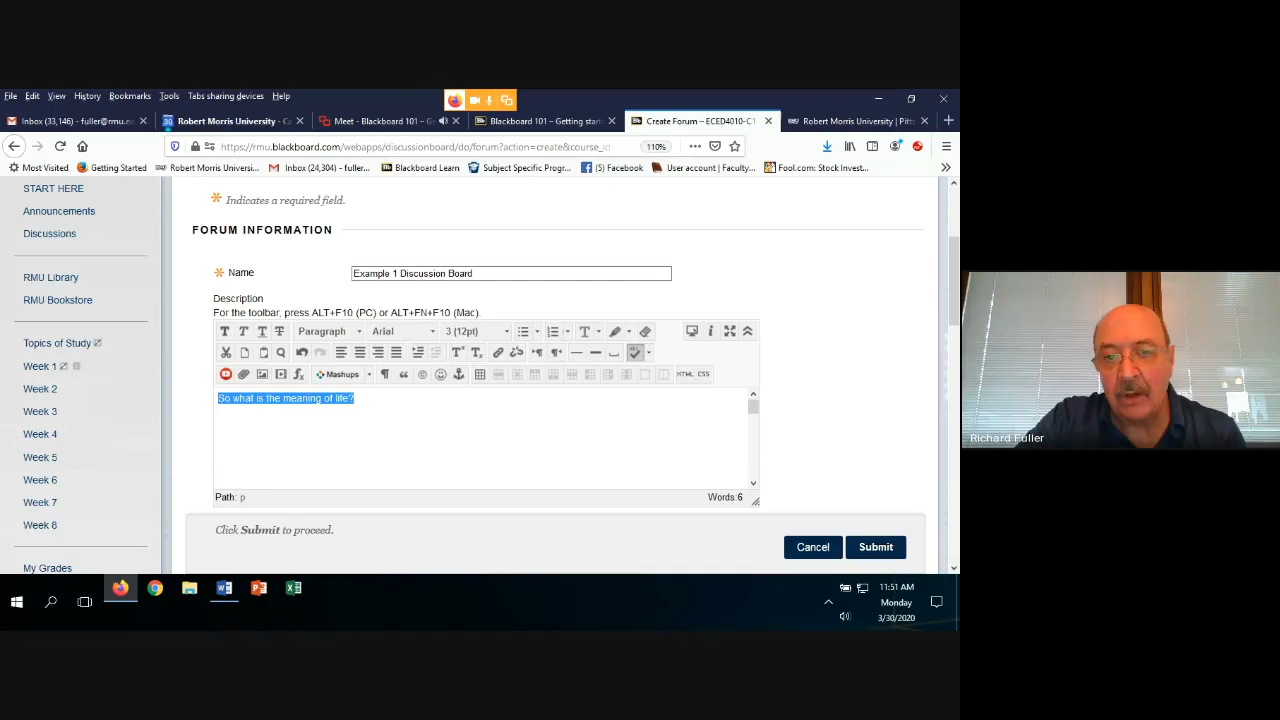 File Edit View History Bookmarks Tools Tabs sharing devices Help
Inbox (33,146) - fuller@rmu.ed
30 Robert Morris University - Ca
Meet - Blackboard 101 – Ge
Blackboard 101 – Getting start
Create Forum – ECED4010-C1
Robert Morris University | Pitts
https://rmu.blackboard.com/webapps/discussionboard/do/forum?action=create&course_id
110%
Most Visited
Getting Started
Robert Morris Universi...
Inbox (24,304) - fuller...
Blackboard Learn
Subject Specific Progr...
Facebook
User account | Faculty...
Fool.com: Stock Invest...
START HERE
Announcements
Discussions
RMU Library
RMU Bookstore
Topics of Study
Week 1
Week 2
Week 3
Week 4
Week 5
Week 6
Week 7
Week 8
My Grades
Indicates a required field.
FORUM INFORMATION
Name
Example 1 Discussion Board
Description
For the toolbar, press ALT+F10 (PC) or ALT+FN+F10 (Mac).
T T T T Paragraph Arial 3 (12pt)
Mashups
HTML CSS
So what is the meaning of life?
Path: p
Words:6
Click Submit to proceed.
Cancel
Submit
11:51 AM
Monday
3/30/2020
Richard Fuller